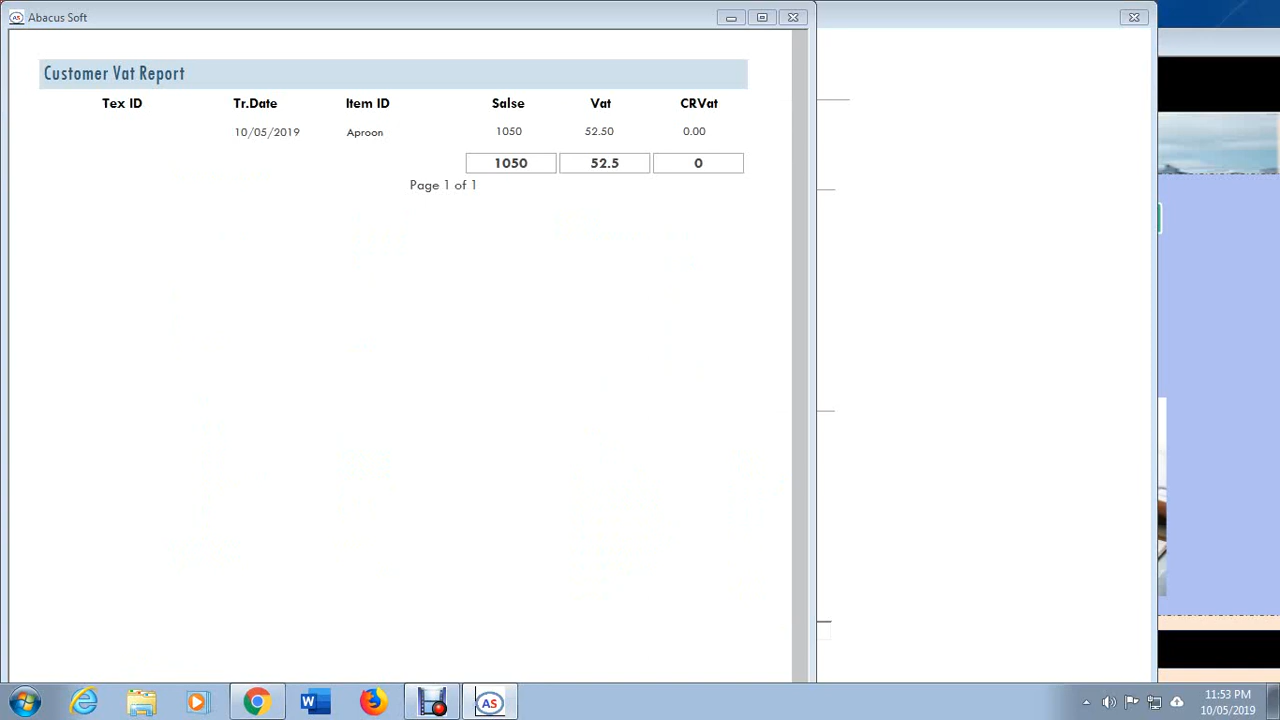 Abacus Soft
Customer Vat Report
Tex ID Tr.Date Item ID Salse Vat CRVat
10/05/2019 Aproon 1050 52.50 0.00
1050 52.5 0
Page 1 of 1
W AS 11:53 PM
10/05/2019